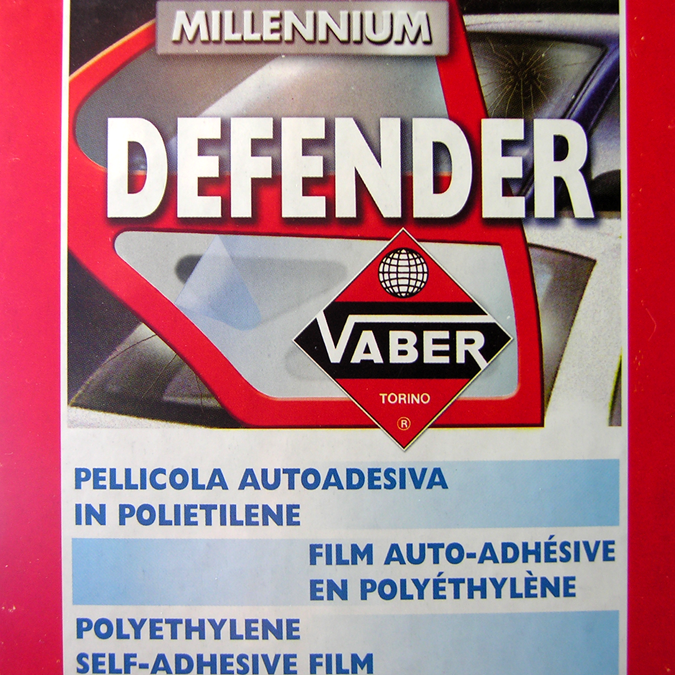 MILLENNIUM
DEFENDER
VABER
TORINO
®
PELLICOLA AUTOADESIVA
IN POLIETILENE
FILM AUTO-ADHÉSIVE
EN POLYÉTHYLÈNE
POLYETHYLENE
SELF-ADHESIVE FILM